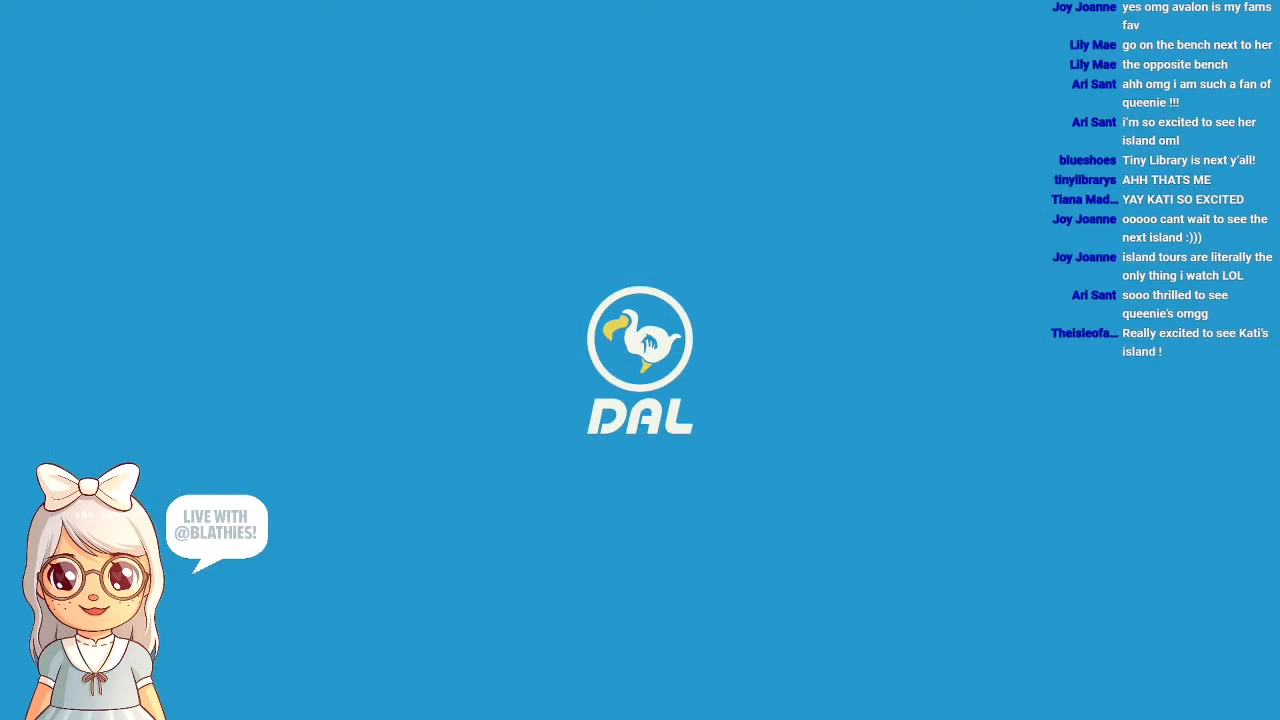 Joy Joanne yes omg avalon is my fams
fav
Lily Mae go on the bench next to her
Lily Mae the opposite bench
Ari Sant ahh omg i am such a fan of
queenie !!!
Ari Sant i'm so excited to see her
island oml
blueshoes Tiny Library is next y'all!
tinylibrarys AHH THATS ME
Tiana Mad... YAY KATI SO EXCITED
Joy Joanne ooooo cant wait to see the
next island :)))
Joy Joanne island tours are literally the
only thing i watch LOL
Ari Sant sooo thrilled to see
queenie's omgg
Theisleofa... Really excited to see Kati's
island !
DAL
LIVE WITH
@BLATHIES!